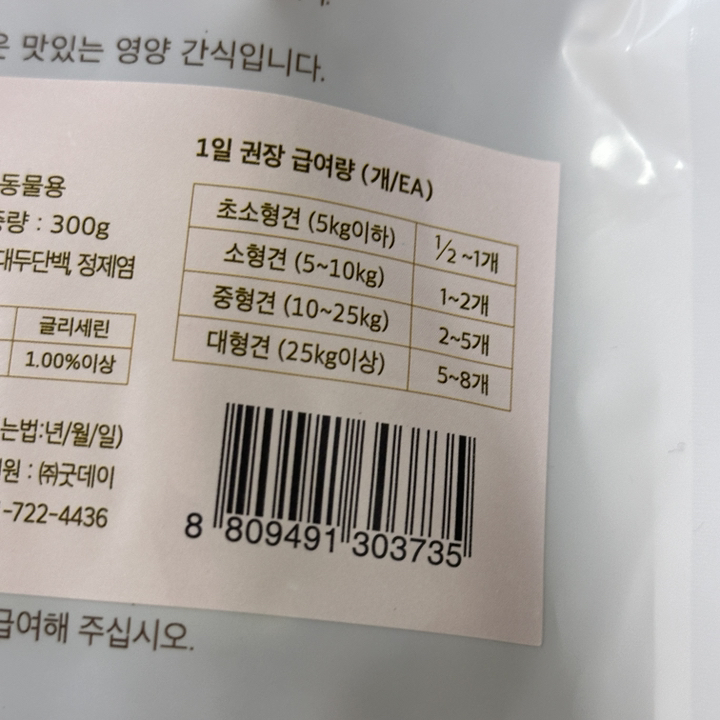 맛있는 영양 간식입니다.
1일 권장 급여량 (개/EA)
동물용
중량 : 300g
대두단백, 정제염
초소형견 (5kg이하) ½ ~1개
소형견 (5~10kg) 1~2개
중형견 (10~25kg) 2~5개
대형견 (25kg이상) 5~8개
글리세린
1.00%이상
는법:년/월/일)
원 : ㈜굿데이
-722-4436
8 809491 303735
급여해 주십시오.